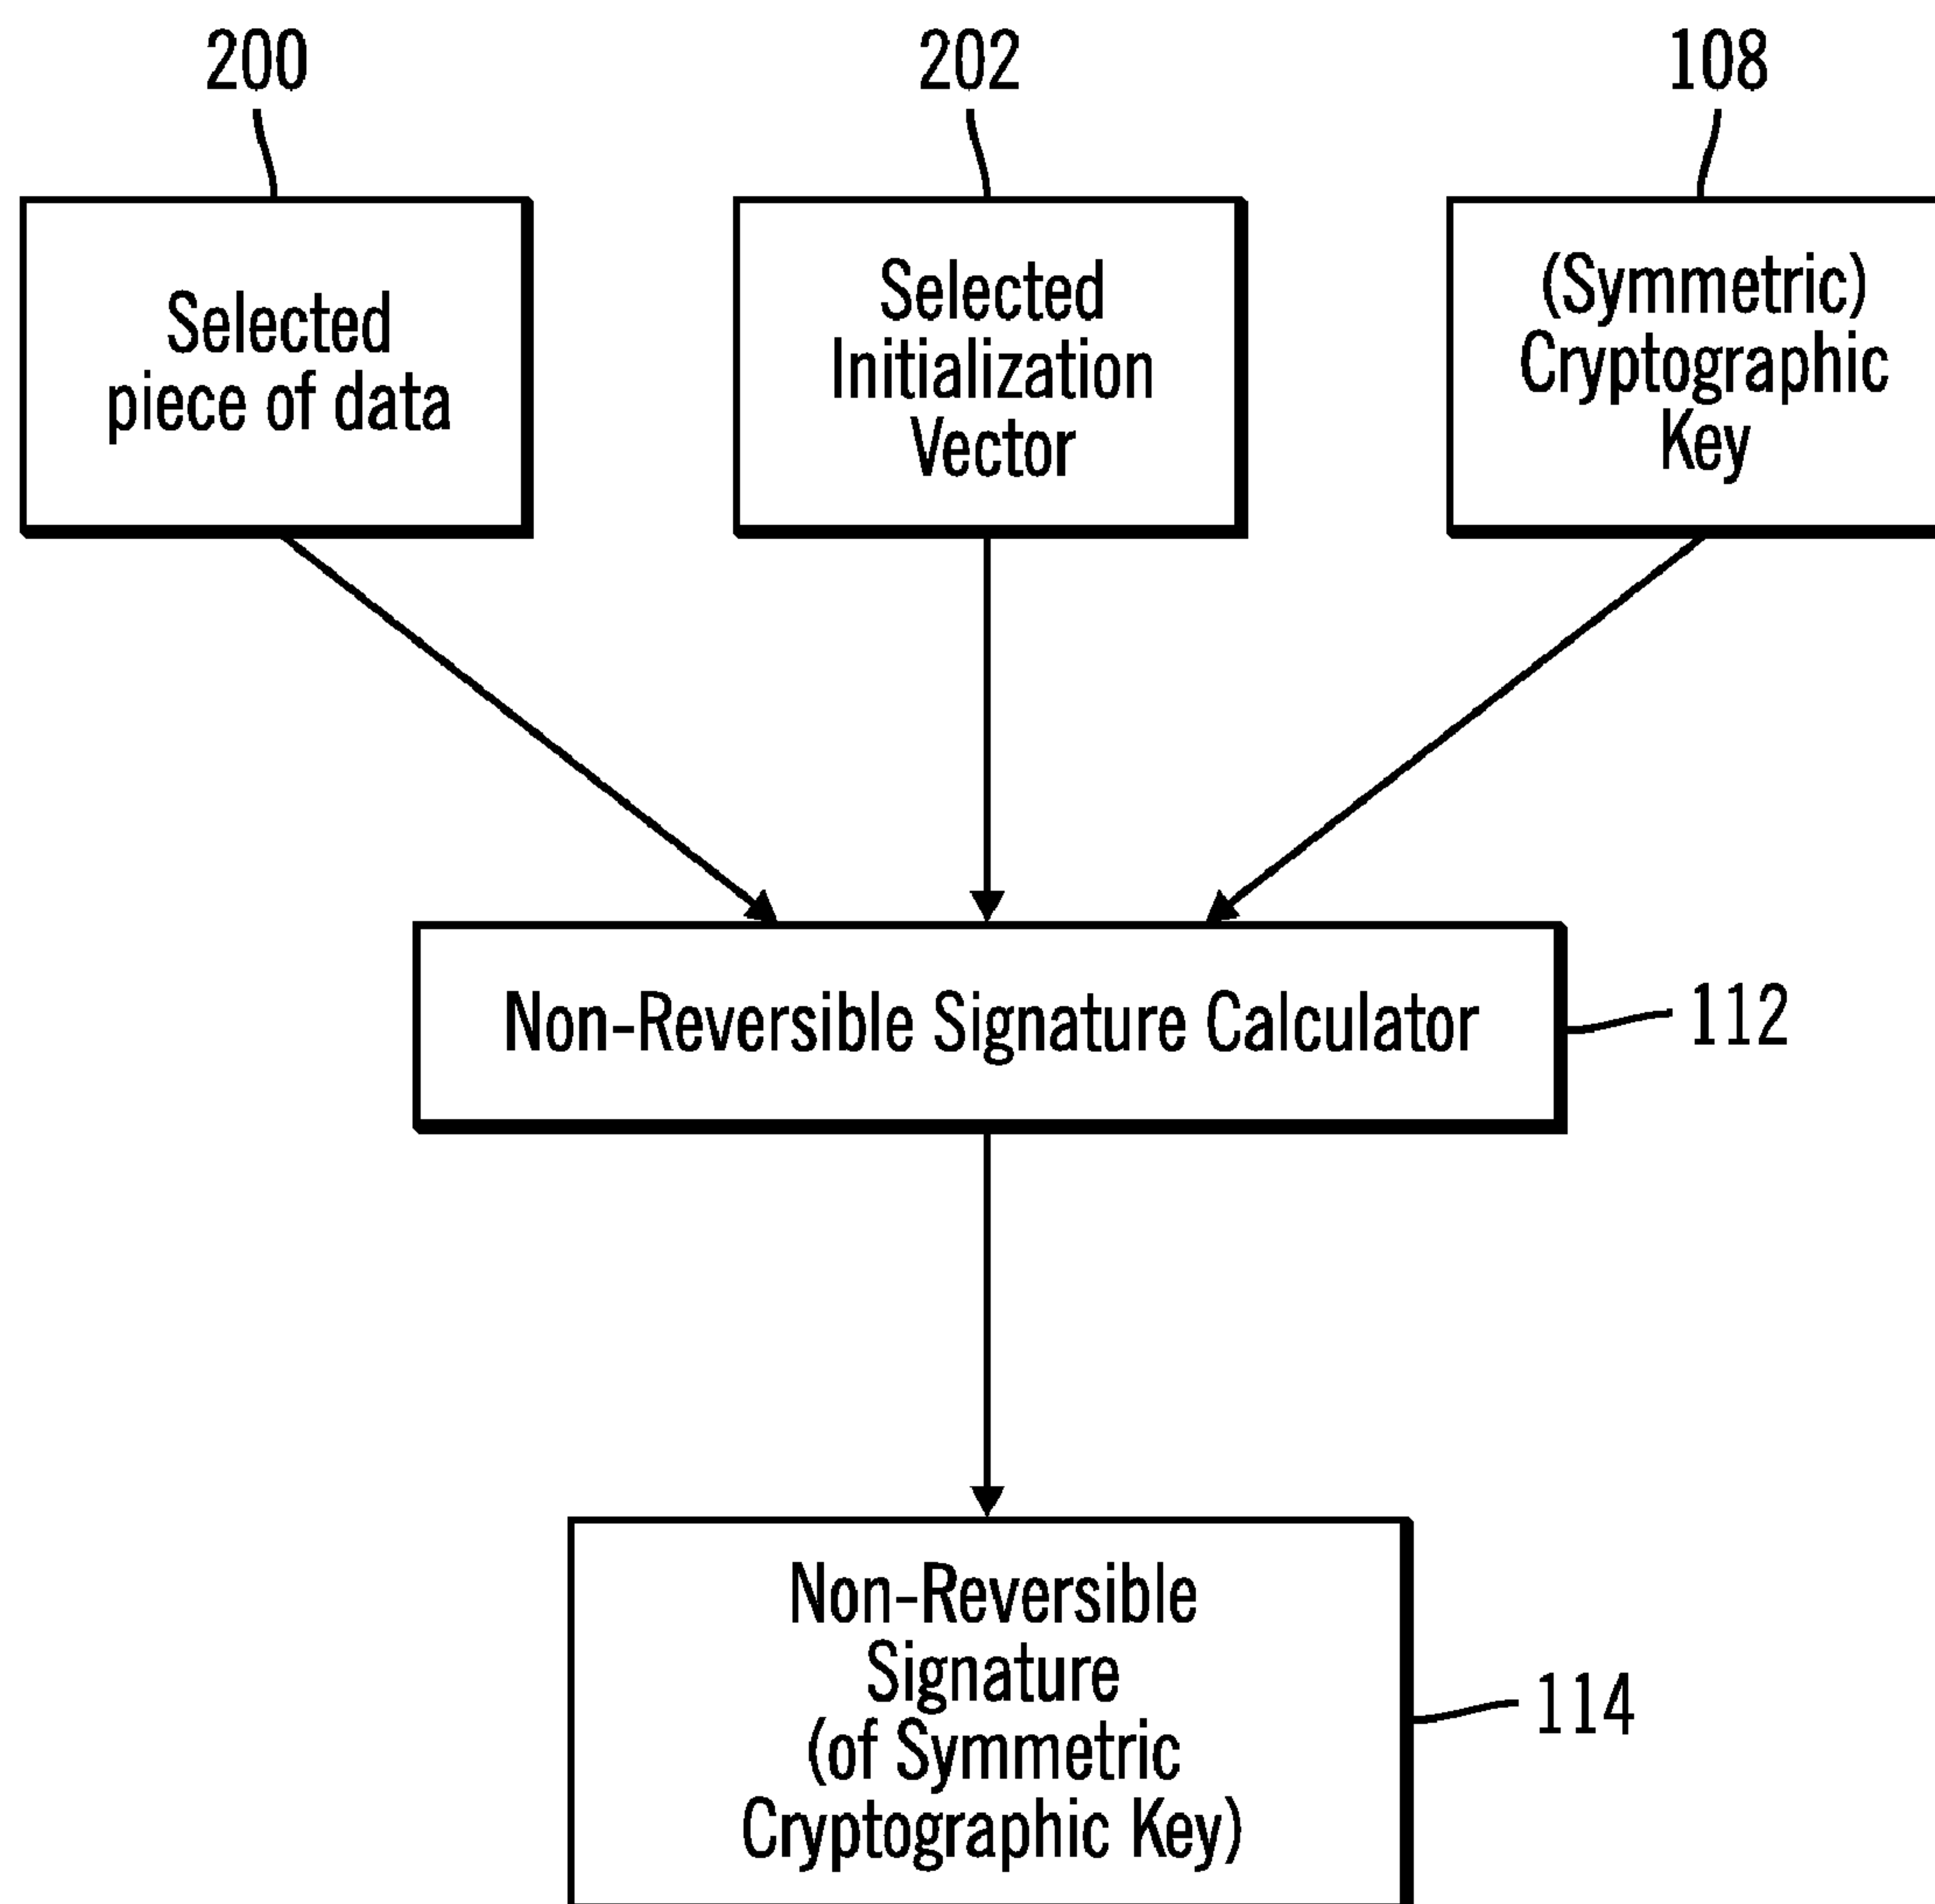 200
202
108
Selected
piece of data
Selected
Initialization
Vector
(Symmetric)
Cryptographic
Key
Non-Reversible Signature Calculator
112
Non-Reversible
Signature
(of Symmetric
Cryptographic Key)
114